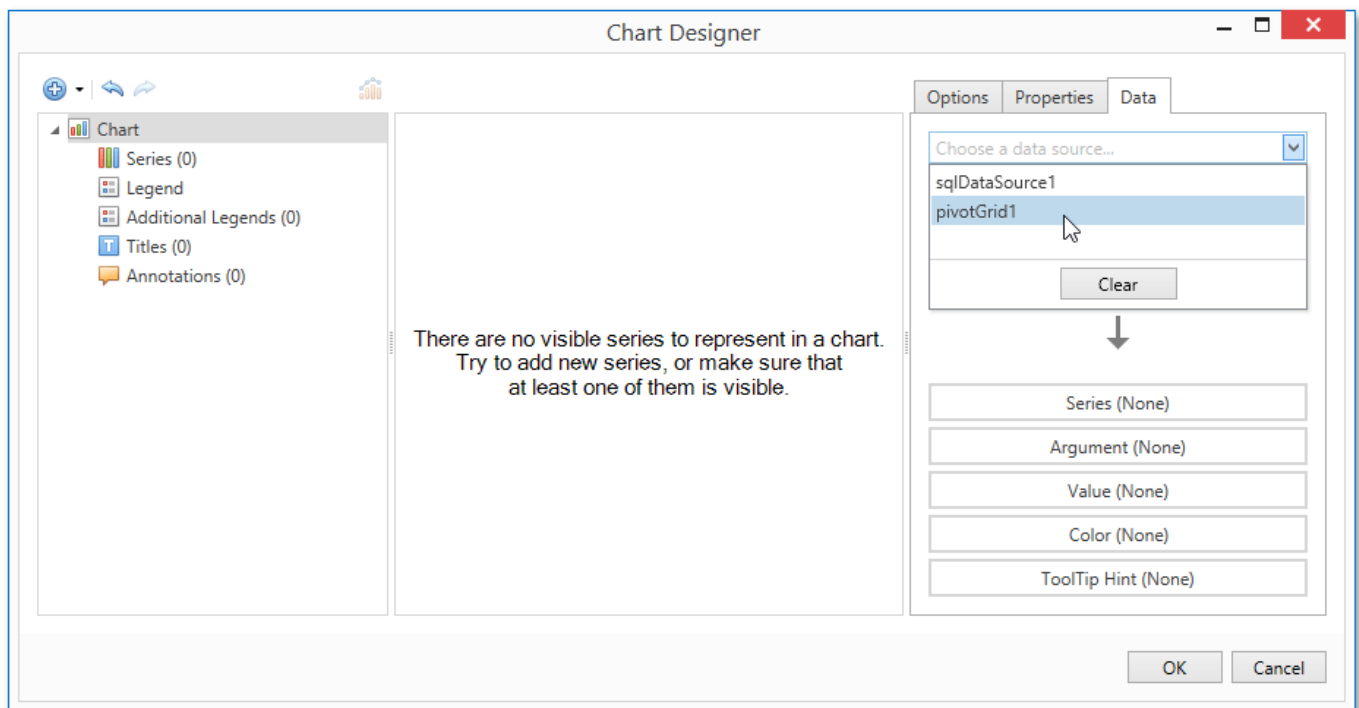 Chart Designer
Options Properties Data
Chart
Series (0)
Legend
Additional Legends (0)
Titles (0)
Annotations (0)
There are no visible series to represent in a chart.
Try to add new series, or make sure that
at least one of them is visible.
Choose a data source...
sqlDataSource1
pivotGrid1
Clear
Series (None)
Argument (None)
Value (None)
Color (None)
ToolTip Hint (None)
OK Cancel